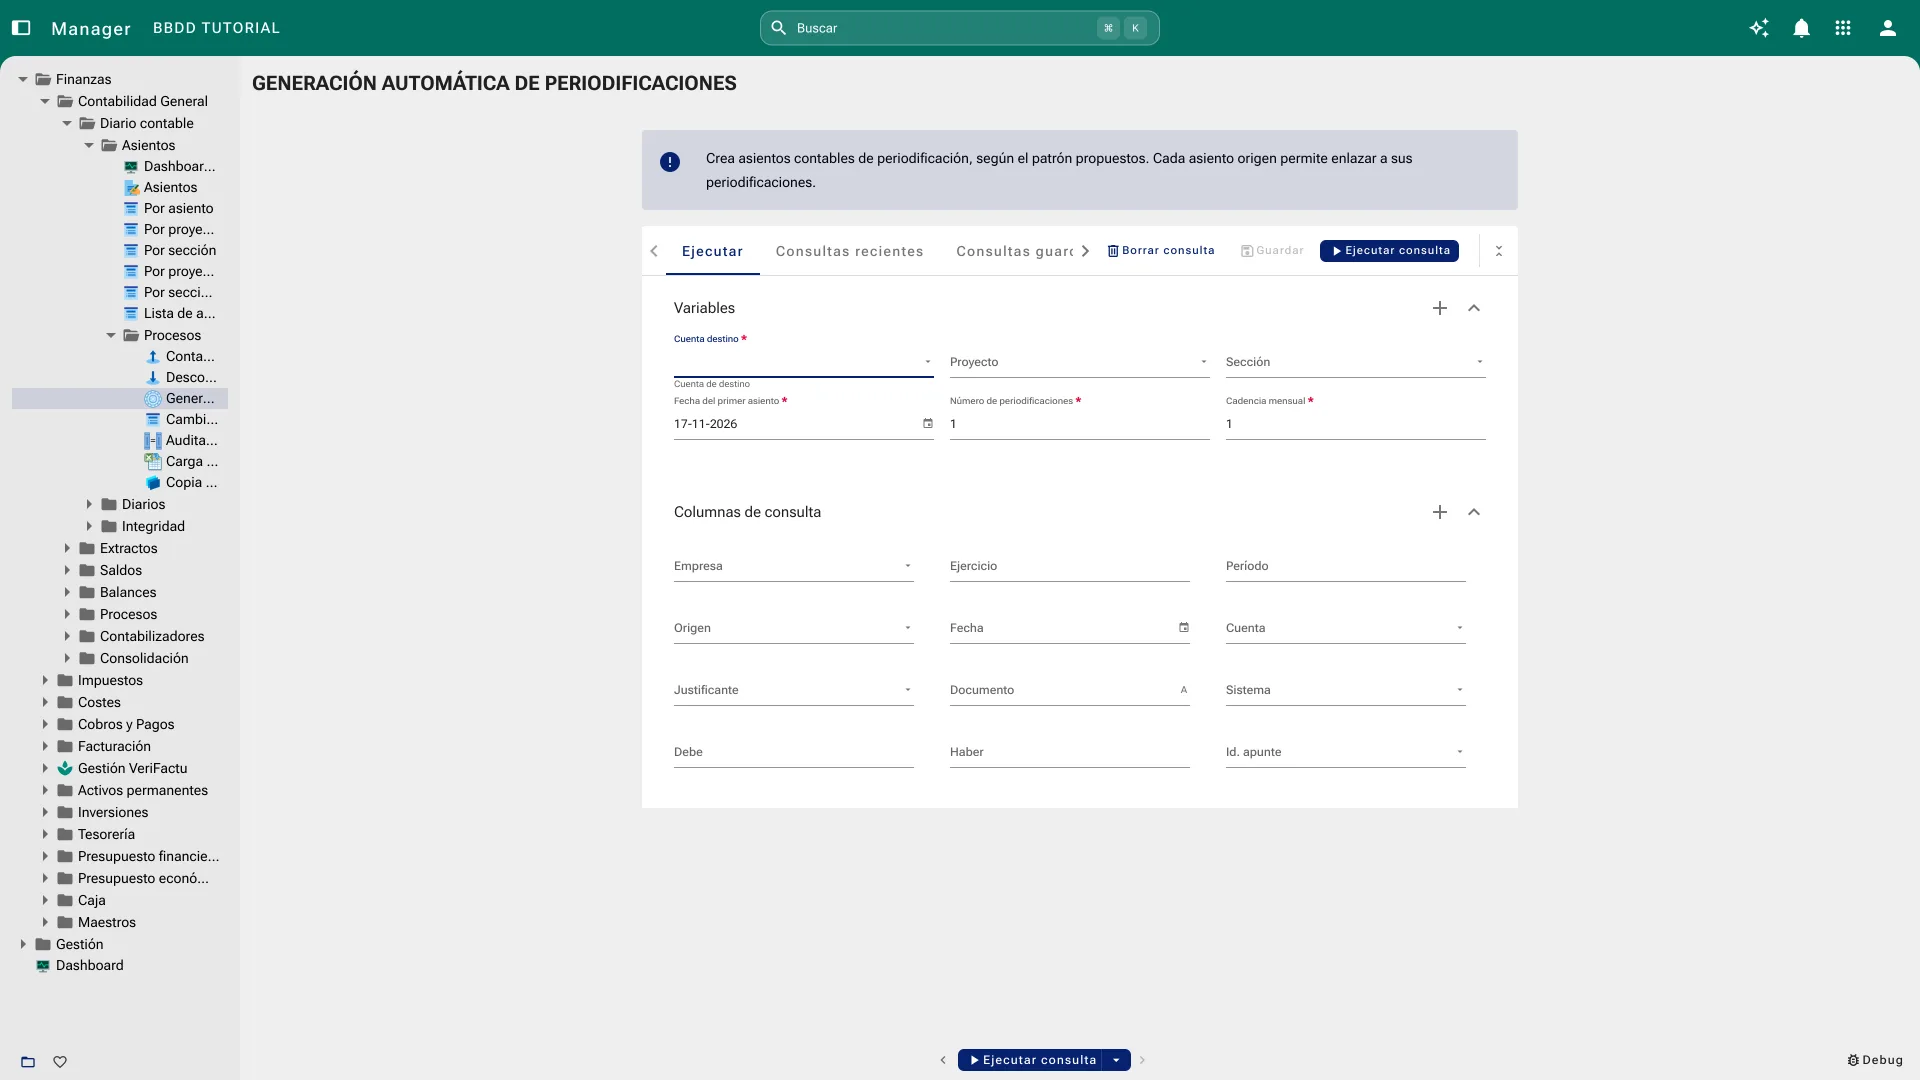 Manager
BBDD TUTORIAL
Buscar
⌘ K
Finanzas
Contabilidad General
Diario contable
Asientos
Dashboar...
Asientos
Por asiento
Por proye...
Por sección
Por proye...
Por secci...
Lista de a...
Procesos
Conta...
Desco...
Gener...
Cambi...
Audita...
Carga ...
Copia ...
Diarios
Integridad
Extractos
Saldos
Balances
Procesos
Contabilizadores
Consolidación
Impuestos
Costes
Cobros y Pagos
Facturación
Gestión VeriFactu
Activos permanentes
Inversiones
Tesorería
Presupuesto financie...
Presupuesto econó...
Caja
Maestros
Gestión
Dashboard
GENERACIÓN AUTOMÁTICA DE PERIODIFICACIONES
Crea asientos contables de periodificación, según el patrón propuestos. Cada asiento origen permite enlazar a sus
periodificaciones.
Ejecutar
Consultas recientes
Consultas guar
Borrar consulta
Guardar
Ejecutar consulta
Variables
Cuenta destino *
Proyecto
Sección
Cuenta de destino
Fecha del primer asiento *
Número de periodificaciones *
Cadencia mensual *
17-11-2026
1
1
Columnas de consulta
Empresa
Ejercicio
Período
Origen
Fecha
Cuenta
Justificante
Documento
A
Sistema
Debe
Haber
Id. apunte
Ejecutar consulta
Debug